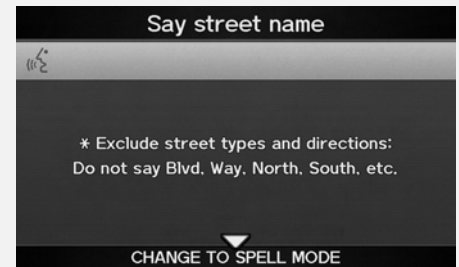 Say street name
* Exclude street types and directions:
Do not say Blvd, Way, North, South, etc.
CHANGE TO SPELL MODE